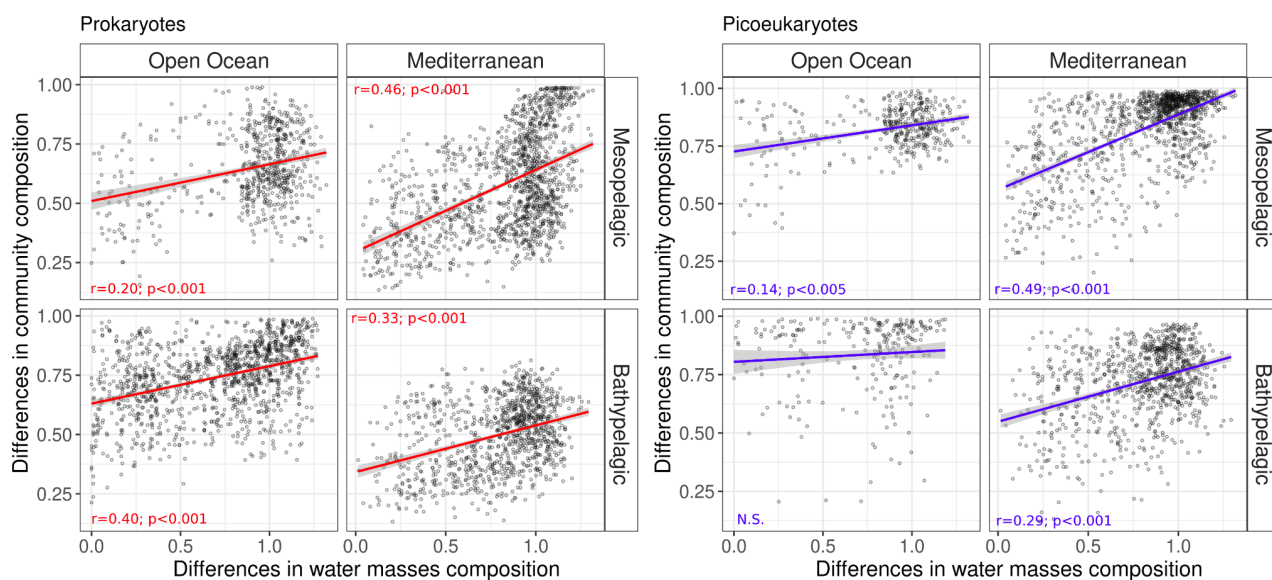 Prokaryotes
Open Ocean
Mediterranean
Differences in community composition
1.00
0.75
0.50
0.25
r=0.20; p<0.001
r=0.46; p<0.001
Mesopelagic
1.00
0.75
0.50
0.25
r=0.40; p<0.001
r=0.33; p<0.001
Bathypelagic
0.0
0.5
1.0
0.0
0.5
1.0
Differences in water masses composition
Picoeukaryotes
Open Ocean
Mediterranean
Differences in community composition
1.00
0.75
0.50
0.25
r=0.14; p<0.005
r=0.49; p<0.001
Mesopelagic
1.00
0.75
0.50
0.25
N.S.
r=0.29; p<0.001
Bathypelagic
0.0
0.5
1.0
0.0
0.5
1.0
Differences in water masses composition